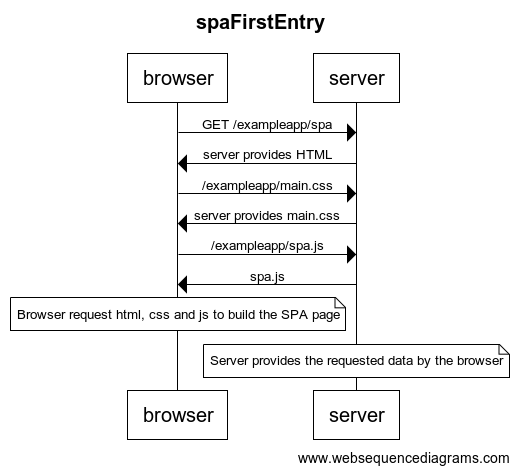 spaFirstEntry
browser
server
GET /exampleapp/spa
server provides HTML
/exampleapp/main.css
server provides main.css
/exampleapp/spa.js
spa.js
Browser request html, css and js to build the SPA page
Server provides the requested data by the browser
browser
server
www.websequencediagrams.com